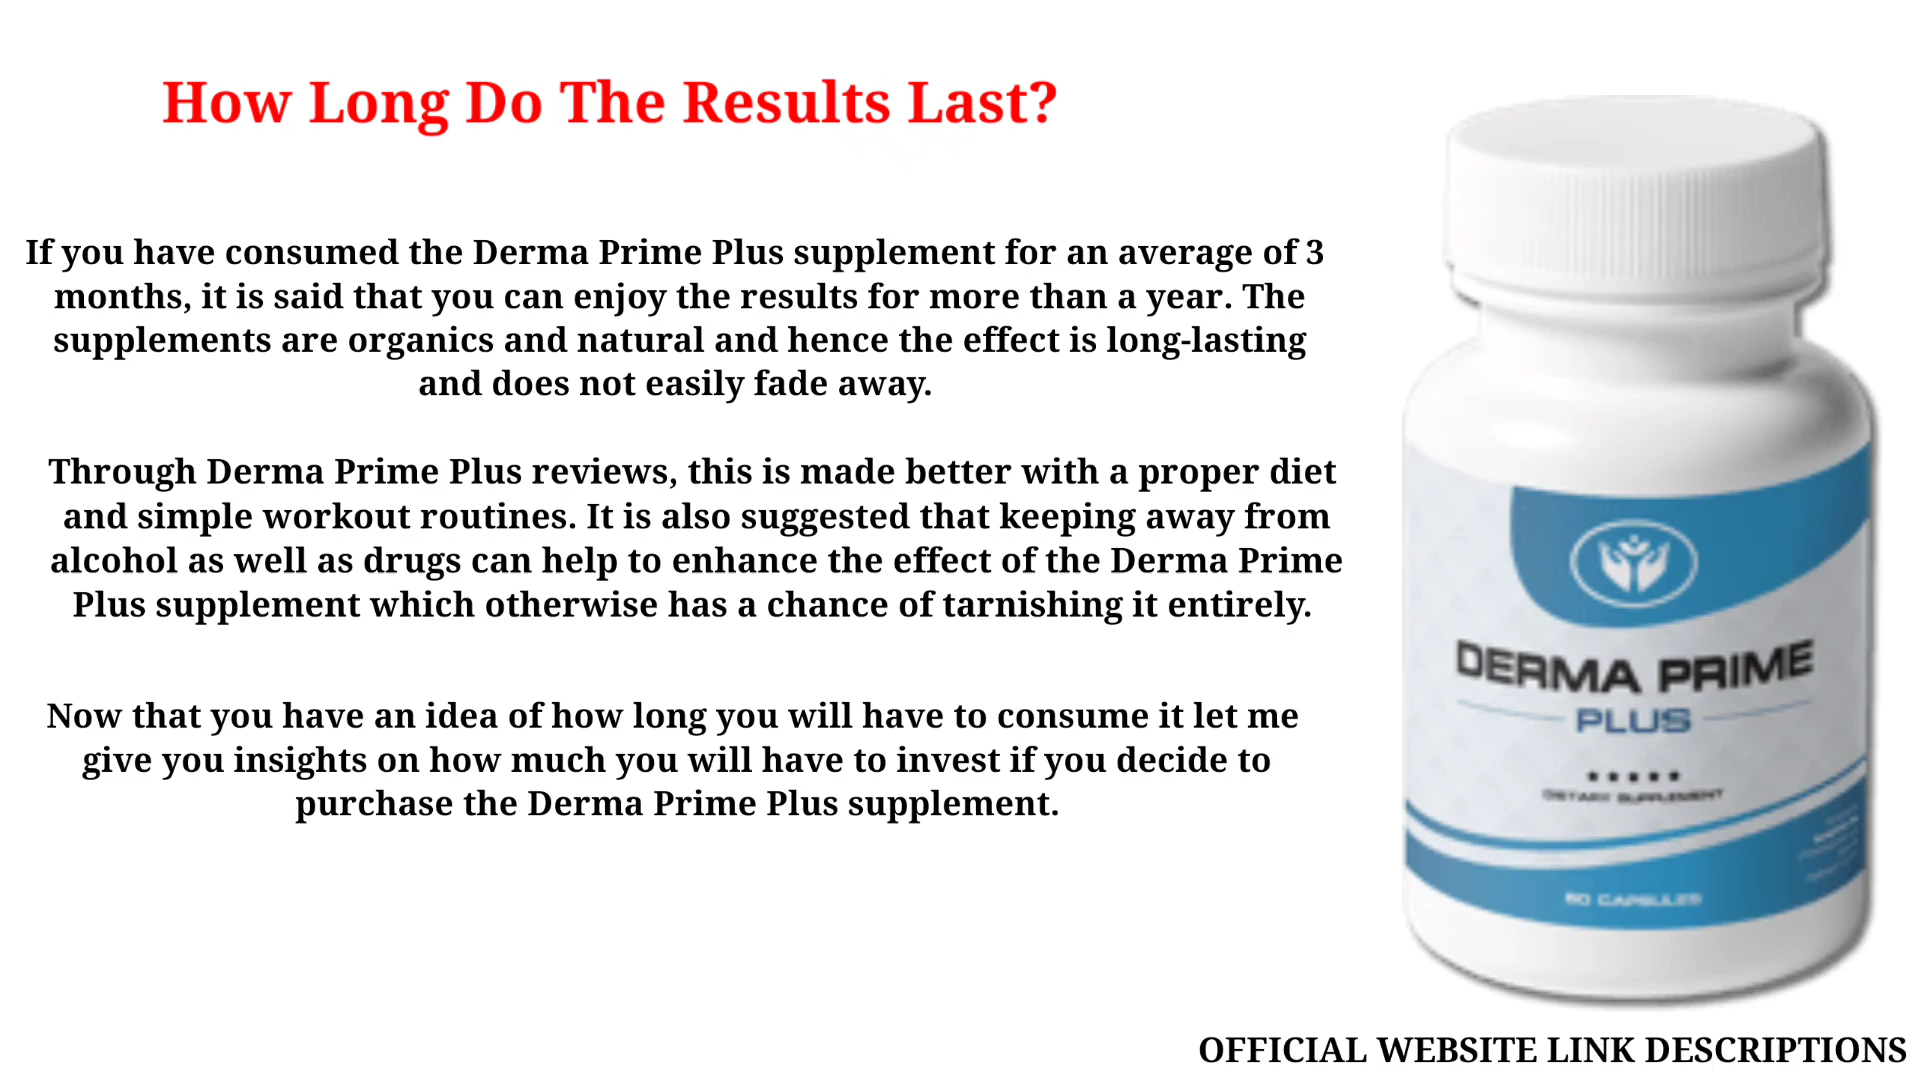 How Long Do The Results Last?
If you have consumed the Derma Prime Plus supplement for an average of 3
months, it is said that you can enjoy the results for more than a year. The
supplements are organics and natural and hence the effect is long-lasting
and does not easily fade away.
Through Derma Prime Plus reviews, this is made better with a proper diet
and simple workout routines. It is also suggested that keeping away from
alcohol as well as drugs can help to enhance the effect of the Derma Prime
Plus supplement which otherwise has a chance of tarnishing it entirely.
Now that you have an idea of how long you will have to consume it let me
give you insights on how much you will have to invest if you decide to
purchase the Derma Prime Plus supplement.
DERMA PRIME
PLUS
DIETARY SUPPLEMENT
60 CAPSULES
OFFICIAL WEBSITE LINK DESCRIPTIONS